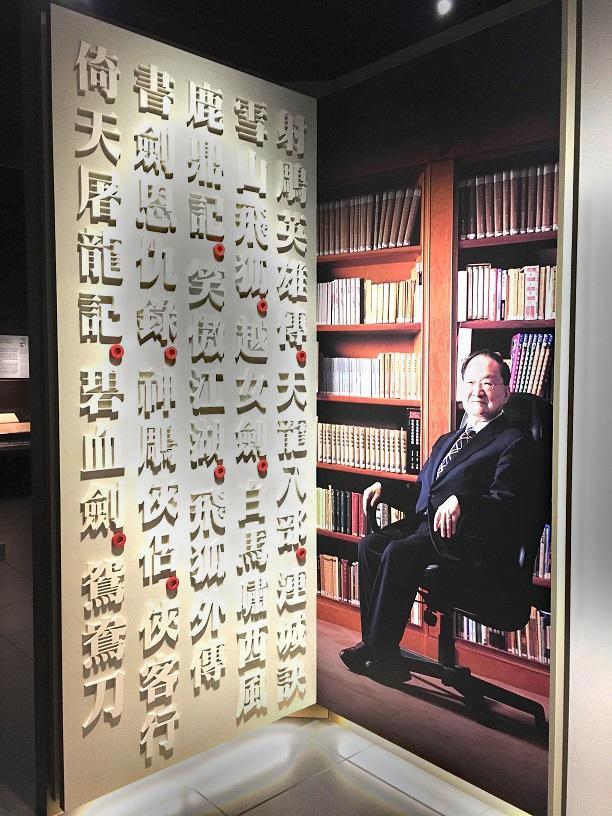 射鵰英雄傳。天龍八部。連城訣
雪山飛狐。越女劍。白馬嘯西風
鹿鼎記。笑傲江湖。飛狐外傳
書劍恩仇錄。神鵰俠侶。俠客行
倚天屠龍記。碧血劍。鴛鴦刀